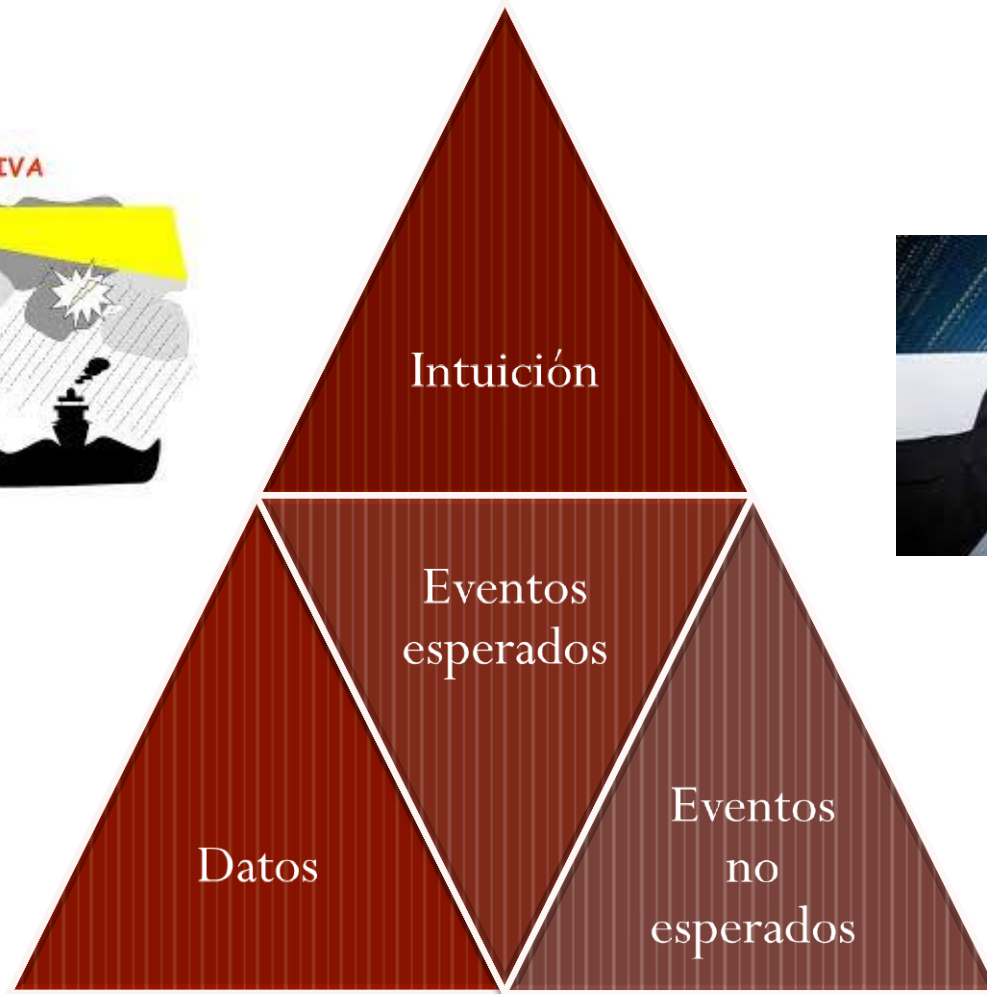 IVA
Intuición
Eventos
esperados
Datos
Eventos
no
esperados